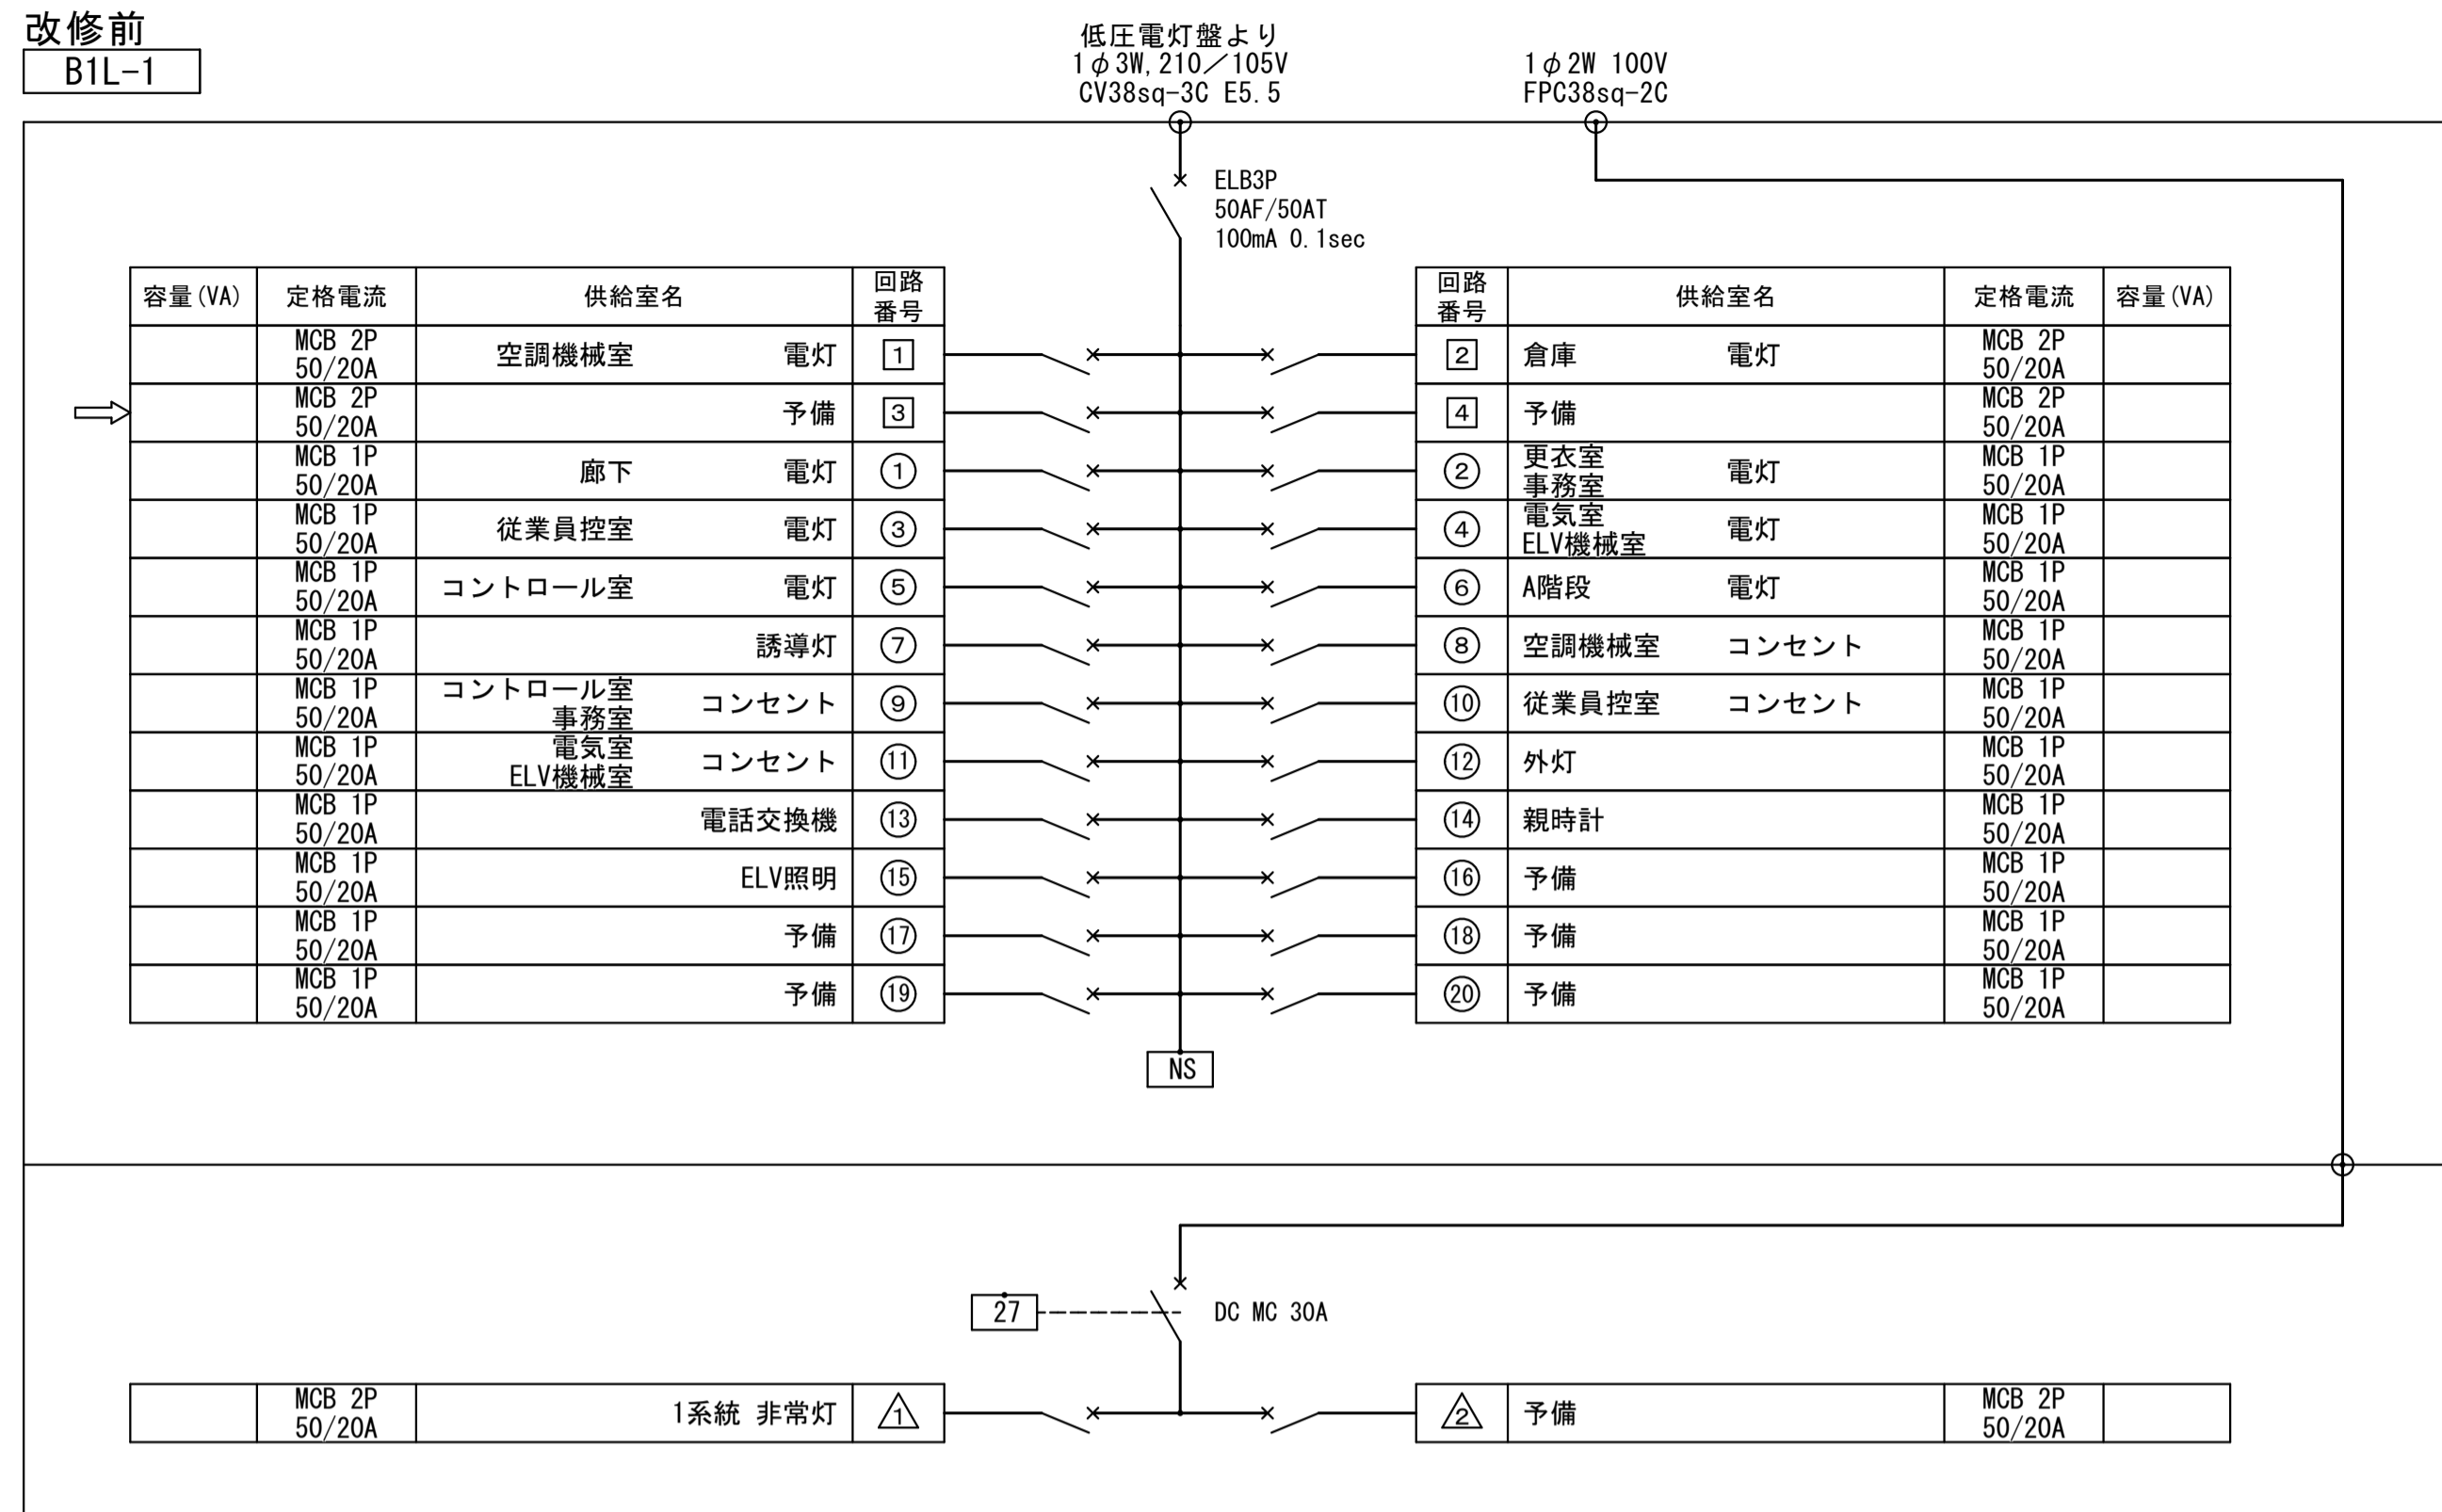 改修前
B1L-1
低圧電灯盤より
1φ3W,210／105V
CV38sq-3C E5.5
1φ2W 100V
FPC38sq-2C
ELB3P
50AF/50AT
100mA 0.1sec
容量(VA) 定格電流 供給室名 回路番号
MCB 2P 50/20A 空調機械室 電灯 1
MCB 2P 50/20A 予備 3
MCB 1P 50/20A 廊下 電灯 ①
MCB 1P 50/20A 従業員控室 電灯 ③
MCB 1P 50/20A コントロール室 電灯 ⑤
MCB 1P 50/20A 誘導灯 ⑦
MCB 1P 50/20A コントロール室 事務室 コンセント ⑨
MCB 1P 50/20A 電気室 ELV機械室 コンセント ⑪
MCB 1P 50/20A 電話交換機 ⑬
MCB 1P 50/20A ELV照明 ⑮
MCB 1P 50/20A 予備 ⑰
MCB 1P 50/20A 予備 ⑲
回路番号 供給室名 定格電流 容量(VA)
2 倉庫 電灯 MCB 2P 50/20A
4 予備 MCB 2P 50/20A
② 更衣室 事務室 電灯 MCB 1P 50/20A
④ 電気室 ELV機械室 電灯 MCB 1P 50/20A
⑥ A階段 電灯 MCB 1P 50/20A
⑧ 空調機械室 コンセント MCB 1P 50/20A
⑩ 従業員控室 コンセント MCB 1P 50/20A
⑫ 外灯 MCB 1P 50/20A
⑭ 親時計 MCB 1P 50/20A
⑯ 予備 MCB 1P 50/20A
⑱ 予備 MCB 1P 50/20A
⑳ 予備 MCB 1P 50/20A
NS
27
DC MC 30A
MCB 2P 50/20A 1系統 非常灯 1
2 予備 MCB 2P 50/20A